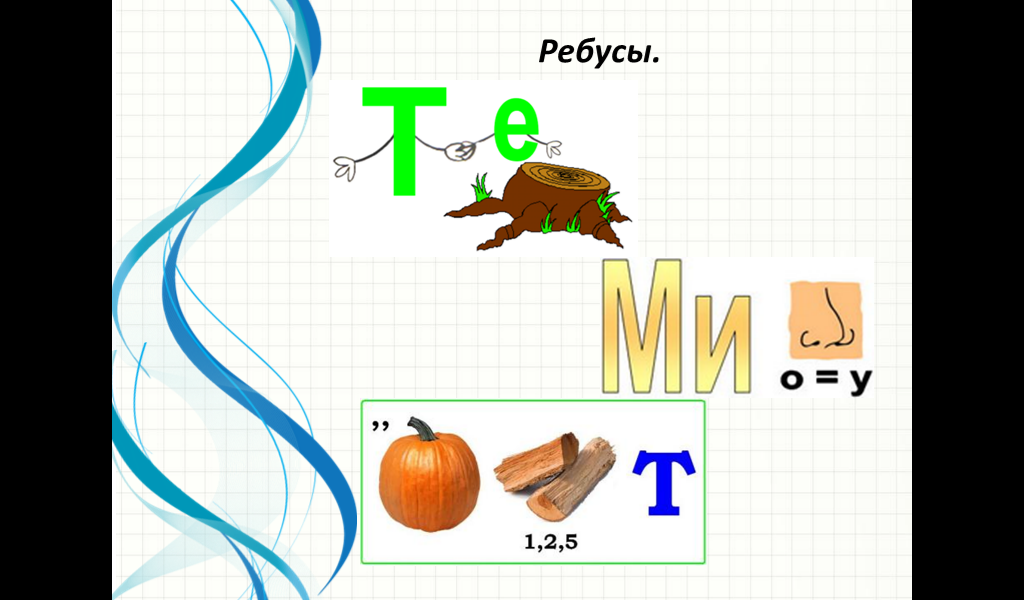 Ребусы.
Т е
Ми
о = у
,,
1,2,5
Т